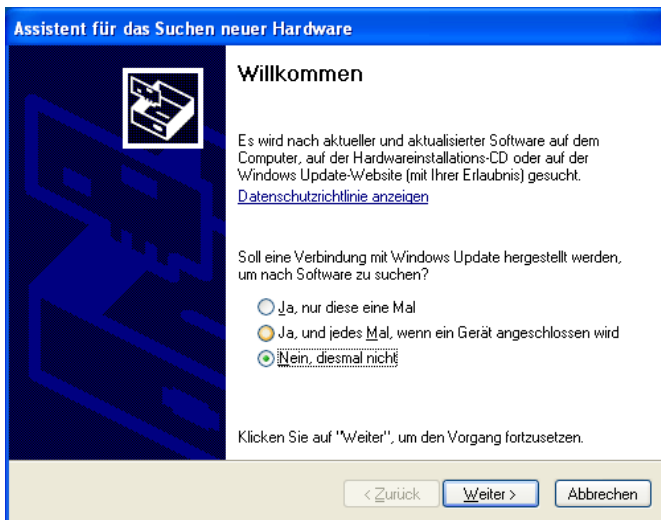 Assistent für das Suchen neuer Hardware
Willkommen
Es wird nach aktueller und aktualisierter Software auf dem
Computer, auf der Hardwareinstallations-CD oder auf der
Windows Update-Website (mit Ihrer Erlaubnis) gesucht.
Datenschutzrichtlinie anzeigen
Soll eine Verbindung mit Windows Update hergestellt werden,
um nach Software zu suchen?
Ja, nur diese eine Mal
Ja, und jedes Mal, wenn ein Gerät angeschlossen wird
Nein, diesmal nicht
Klicken Sie auf "Weiter", um den Vorgang fortzusetzen.
< Zurück Weiter > Abbrechen